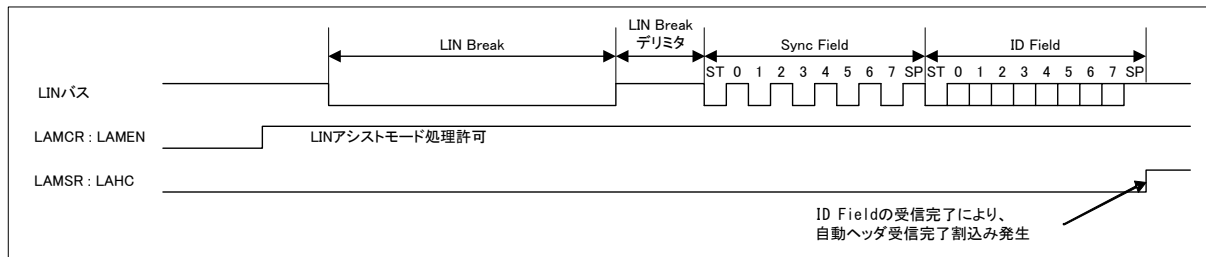 LIN Break
LIN Break
デリミタ
Sync Field
ID Field
ST 0 1 2 3 4 5 6 7 SP ST 0 1 2 3 4 5 6 7 SP
LINバス
LAMCR : LAMEN
LINアシストモード処理許可
LAMSR : LAHC
ID Fieldの受信完了により、
自動ヘッダ受信完了割込み発生